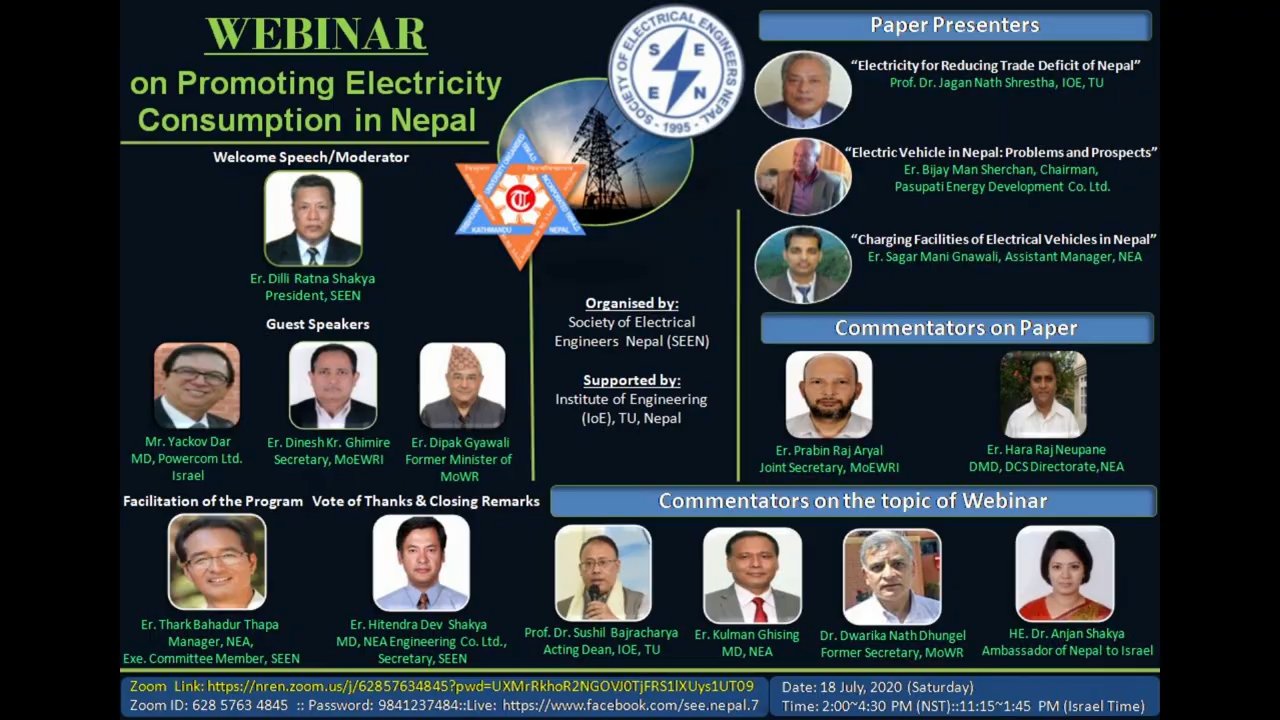 WEBINAR
on Promoting Electricity
Consumption in Nepal
Welcome Speech/Moderator
Er. Dilli Ratna Shakya
President, SEEN
Guest Speakers
Mr. Yackov Dar
MD, Powercom Ltd.
Israel
Er. Dinesh Kr. Ghimire
Secretary, MoEWRI
Er. Dipak Gyawali
Former Minister of
MoWR
Facilitation of the Program
Er. Thark Bahadur Thapa
Manager, NEA,
Exe. Committee Member, SEEN
Vote of Thanks & Closing Remarks
Er. Hitendra Dev Shakya
MD, NEA Engineering Co. Ltd.,
Secretary, SEEN
SOCIETY OF ELECTRICAL ENGINEERS NEPAL
S E
E N
- 1995 -
KATHMANDU NEPAL
Organised by:
Society of Electrical
Engineers Nepal (SEEN)
Supported by:
Institute of Engineering
(IoE), TU, Nepal
Paper Presenters
“Electricity for Reducing Trade Deficit of Nepal”
Prof. Dr. Jagan Nath Shrestha, IOE, TU
“Electric Vehicle in Nepal: Problems and Prospects”
Er. Bijay Man Sherchan, Chairman,
Pasupati Energy Development Co. Ltd.
“Charging Facilities of Electrical Vehicles in Nepal”
Er. Sagar Mani Gnawali, Assistant Manager, NEA
Commentators on Paper
Er. Prabin Raj Aryal
Joint Secretary, MoEWRI
Er. Hara Raj Neupane
DMD, DCS Directorate,NEA
Commentators on the topic of Webinar
Prof. Dr. Sushil Bajracharya
Acting Dean, IOE, TU
Er. Kulman Ghising
MD, NEA
Dr. Dwarika Nath Dhungel
Former Secretary, MoWR
HE. Dr. Anjan Shakya
Ambassador of Nepal to Israel
Zoom Link: https://nren.zoom.us/j/62857634845?pwd=UXMrRkhoR2NGOVJ0TjFRS1lXUys1UT09
Zoom ID: 628 5763 4845 :: Password: 9841237484::Live: https://www.facebook.com/see.nepal.7
Date: 18 July, 2020 (Saturday)
Time: 2:00~4:30 PM (NST)::11:15~1:45 PM (Israel Time)